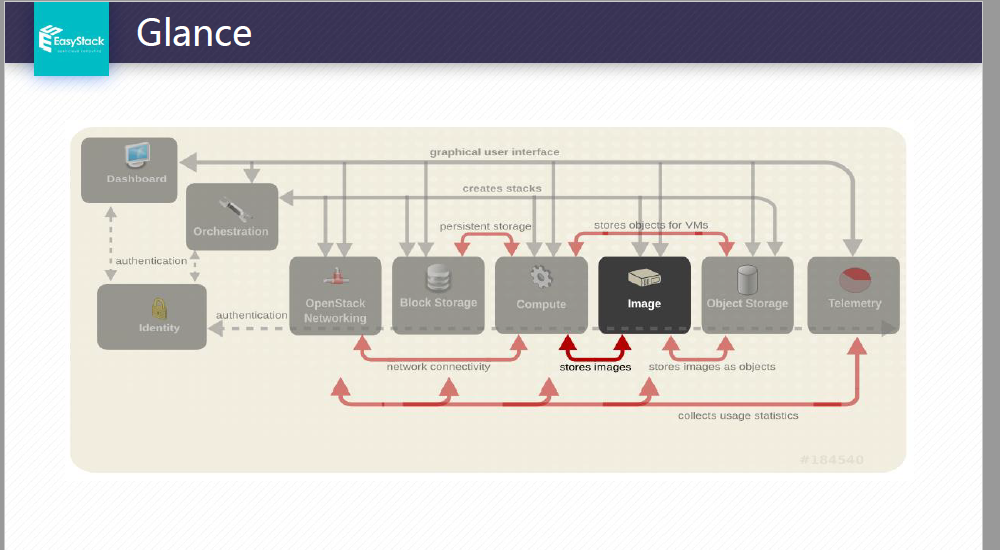 EasyStack
Glance
graphical user interface
Dashboard
creates stacks
Orchestration
persistent storage
stores objects for VMs
authentication
OpenStack
Networking
Block Storage
Compute
Image
Object Storage
Telemetry
Identity
authentication
network connectivity
stores images
stores images as objects
collects usage statistics
#184540